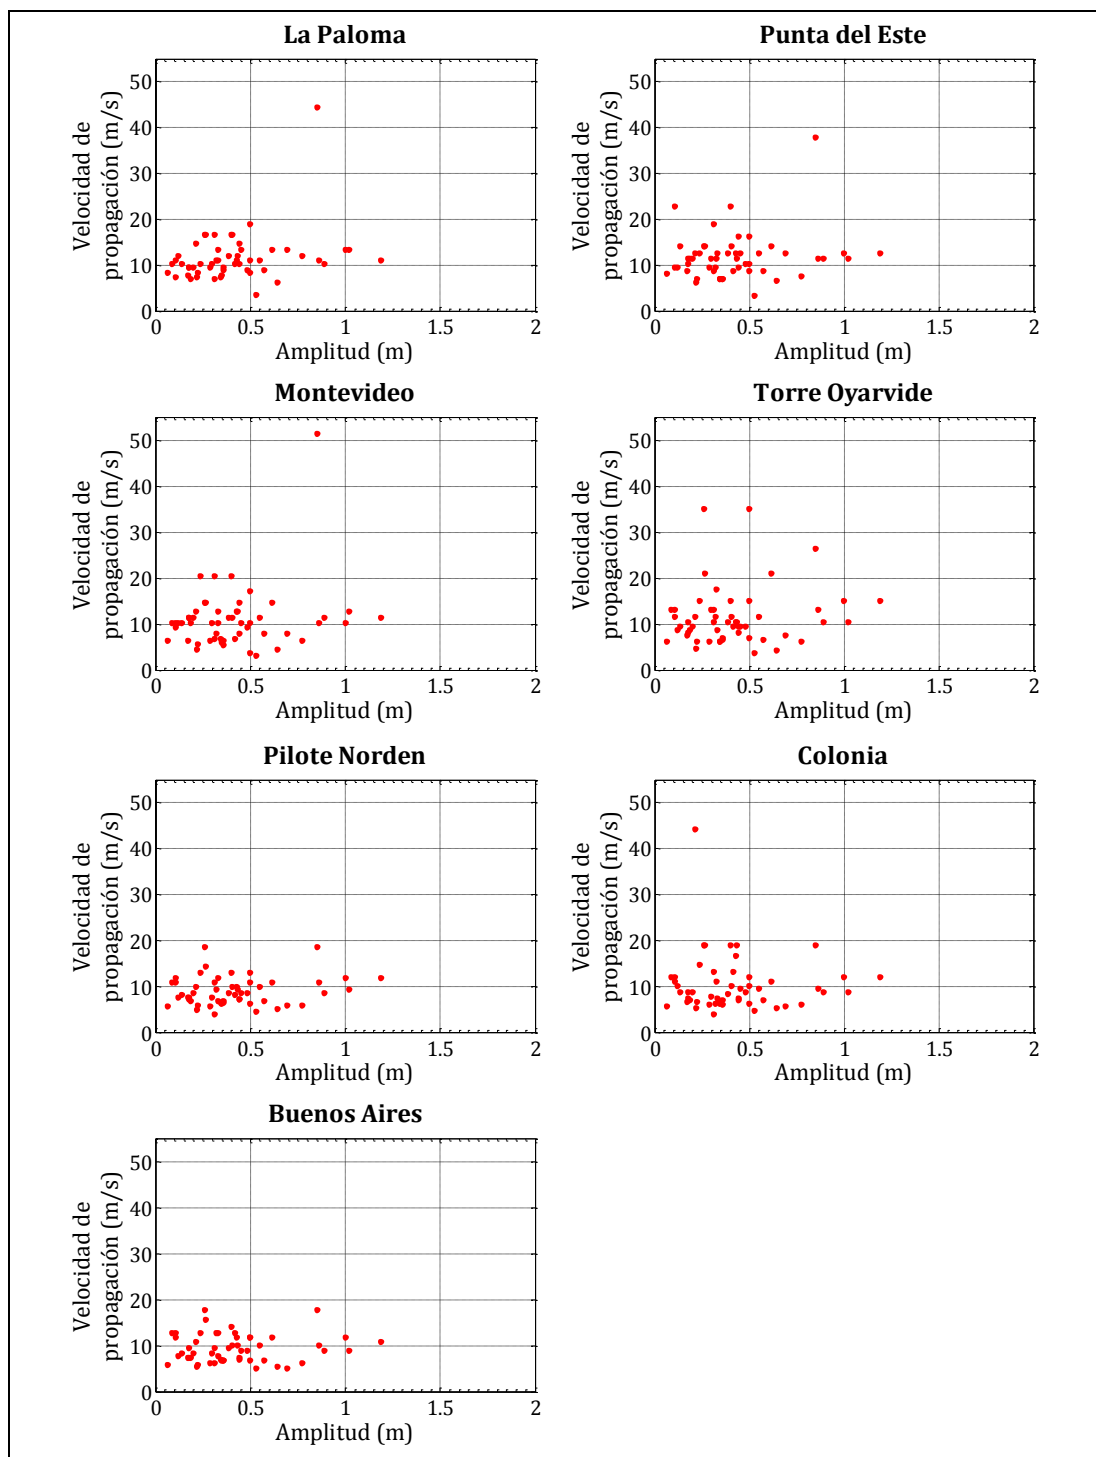 La Paloma
Velocidad de
propagación (m/s)
50
40
30
20
10
0
0 0.5 1 1.5 2
Amplitud (m)
Punta del Este
Velocidad de
propagación (m/s)
50
40
30
20
10
0
0 0.5 1 1.5 2
Amplitud (m)
Montevideo
Velocidad de
propagación (m/s)
50
40
30
20
10
0
0 0.5 1 1.5 2
Amplitud (m)
Torre Oyarvide
Velocidad de
propagación (m/s)
50
40
30
20
10
0
0 0.5 1 1.5 2
Amplitud (m)
Pilote Norden
Velocidad de
propagación (m/s)
50
40
30
20
10
0
0 0.5 1 1.5 2
Amplitud (m)
Colonia
Velocidad de
propagación (m/s)
50
40
30
20
10
0
0 0.5 1 1.5 2
Amplitud (m)
Buenos Aires
Velocidad de
propagación (m/s)
50
40
30
20
10
0
0 0.5 1 1.5 2
Amplitud (m)